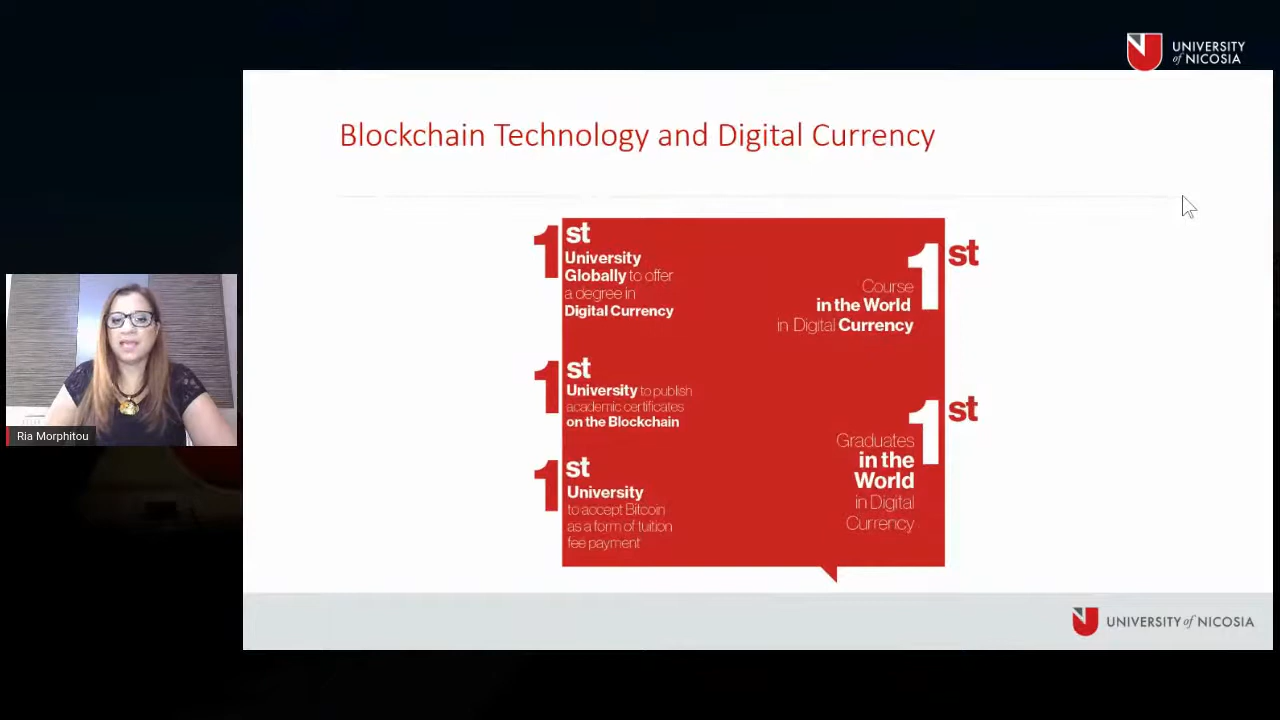 UNIVERSITY
of NICOSIA
Blockchain Technology and Digital Currency
1st
University
Globally to offer
a degree in
Digital Currency
1st
University to publish
academic certificates
on the Blockchain
1st
University
to accept Bitcoin
as a form of tuition
fee payment
1st
Course
in the World
in Digital Currency
1st
Graduates
in the
World
in Digital
Currency
Ria Morphitou
UNIVERSITY of NICOSIA